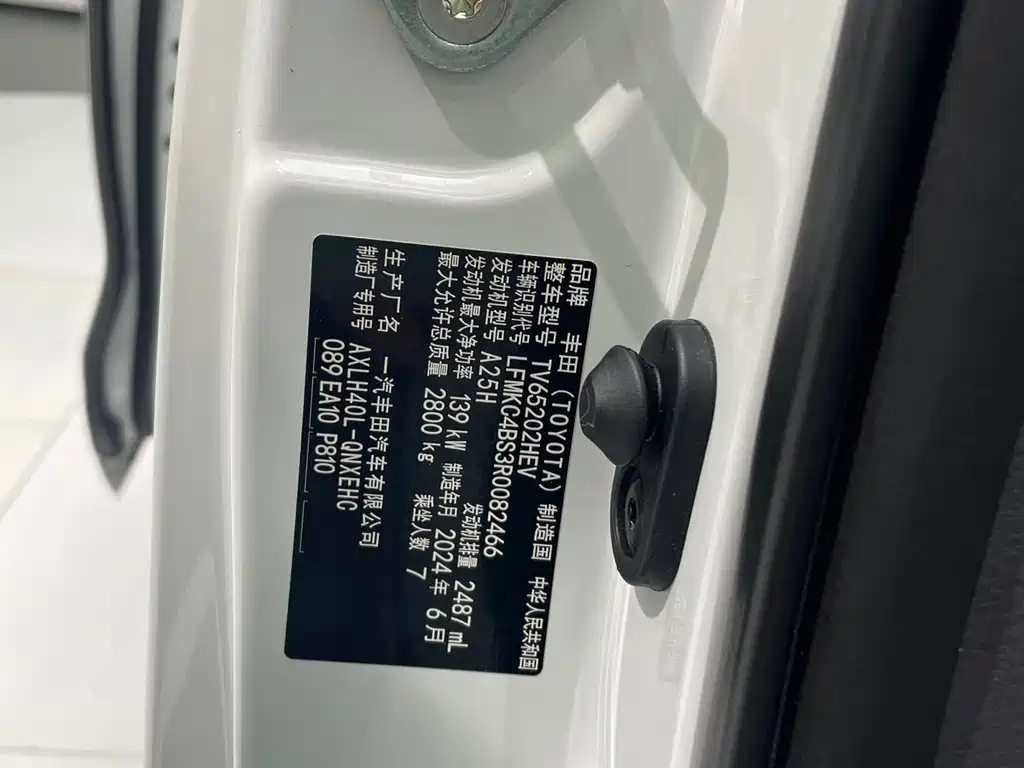 品牌 丰田(TOYOTA) 制造国 中华人民共和国
整车型号 TV65202HEV
车辆识别代号 LFMKC4BS3R0082466
发动机型号 A25H 发动机排量 2487 mL
发动机最大净功率 139 kW 制造年月 2024年 6月
最大允许总质量 2800 kg 乘坐人数 7
生产厂名 一汽丰田汽车有限公司
制造厂专用号 AXLH40L-QNXEHC
089 EA10 P810